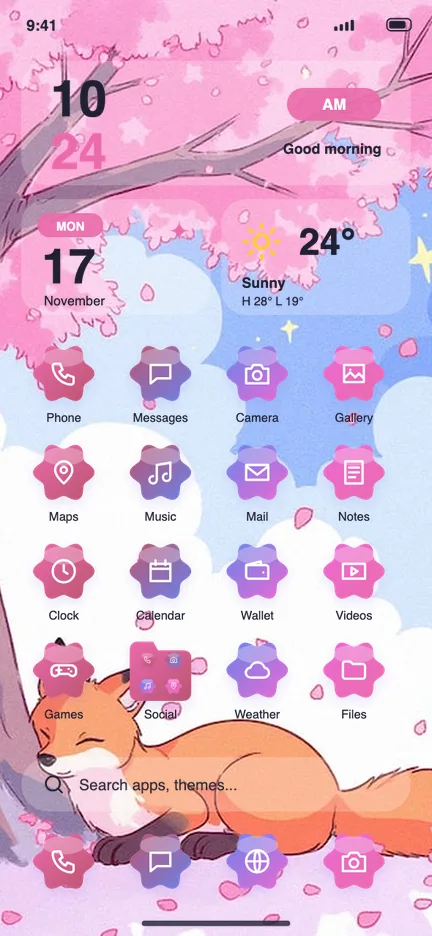 9:41
10
24
AM
Good morning
MON
17
November
24°
Sunny
H 28° L 19°
Phone
Messages
Camera
Gallery
Maps
Music
Mail
Notes
Clock
Calendar
Wallet
Videos
Games
Social
Weather
Files
Search apps, themes...